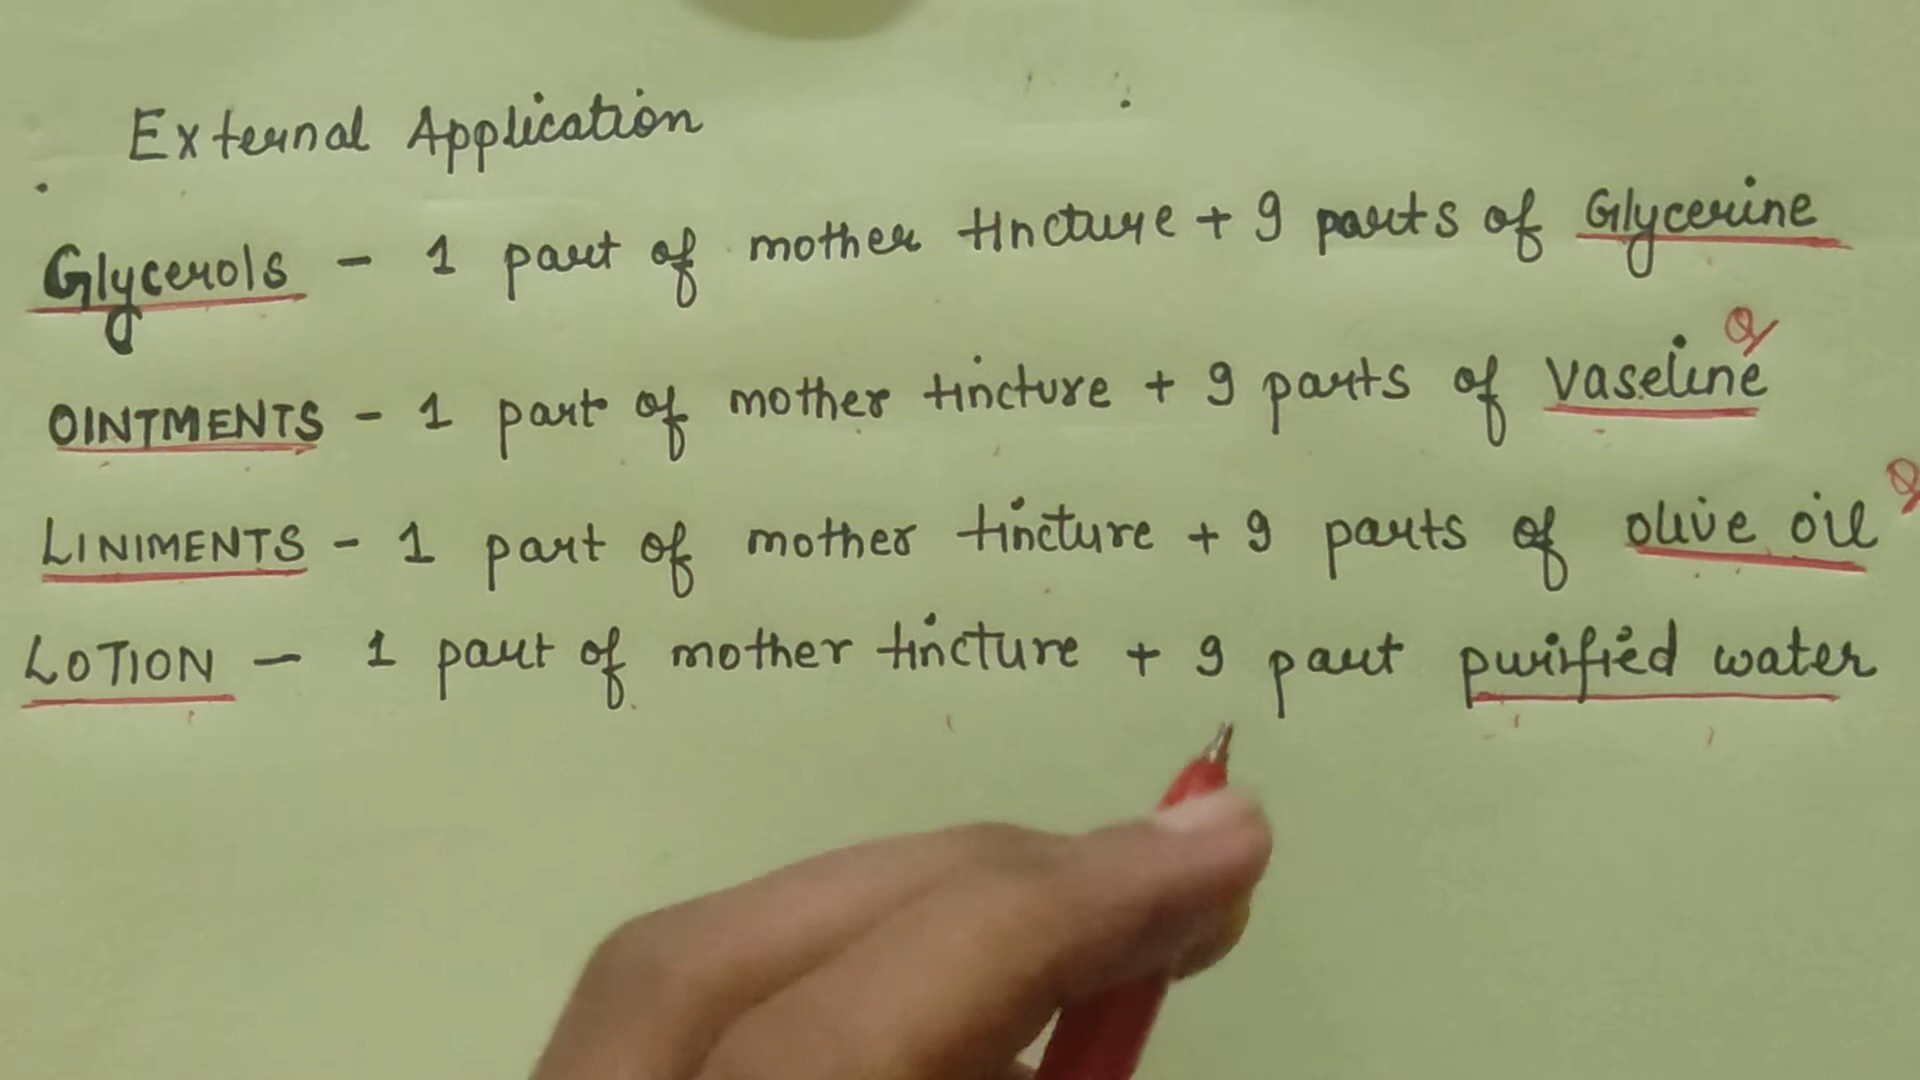 External Application
Glycerols - 1 part of mother tincture + 9 parts of Glycerine
OINTMENTS - 1 part of mother tincture + 9 parts of Vaseline
LINIMENTS - 1 part of mother tincture + 9 parts of olive oil
LOTION - 1 part of mother tincture + 9 part purified water